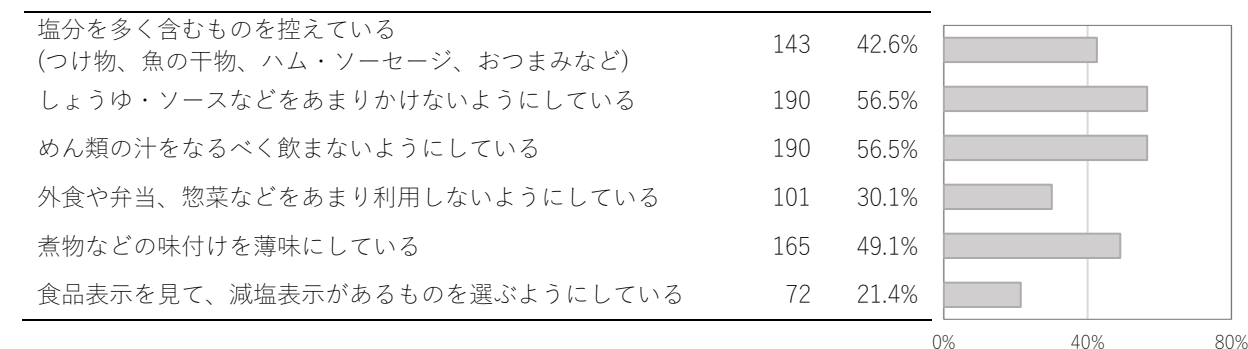 塩分を多く含むものを控えている
(つけ物、魚の干物、ハム・ソーセージ、おつまみなど) 143 42.6%
しょうゆ・ソースなどをあまりかけないようにしている 190 56.5%
めん類の汁をなるべく飲まないようにしている 190 56.5%
外食や弁当、惣菜などをあまり利用しないようにしている 101 30.1%
煮物などの味付けを薄味にしている 165 49.1%
食品表示を見て、減塩表示があるものを選ぶようにしている 72 21.4%
0% 40% 80%